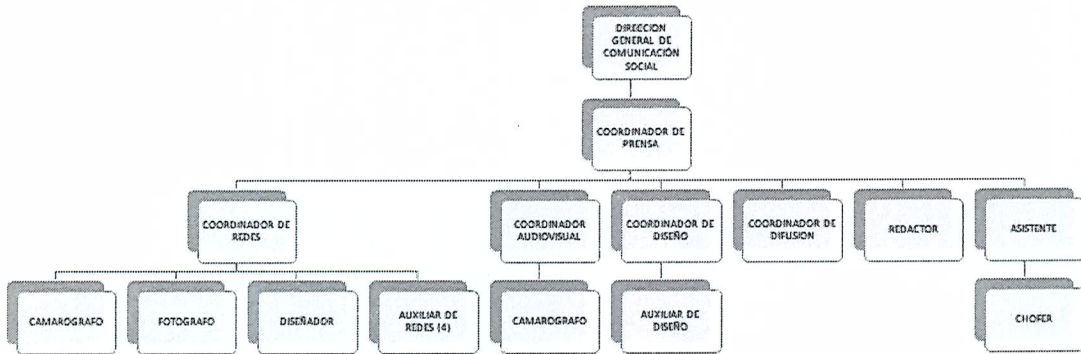 DIRECCION
GENERAL DE
COMUNICACIÓN
SOCIAL
COORDINADOR DE
PRENSA
COORDINADOR DE
REDES
COORDINADOR
AUDIOVISUAL
COORDINADOR DE
DISEÑO
COORDINADOR DE
DIFUSION
REDACTOR
ASISTENTE
CAMAROGRAFO
FOTOGRAFO
DISEÑADOR
AUXILIAR DE
REDES (4)
CAMAROGRAFO
AUXILIAR DE
DISEÑO
CHOFER